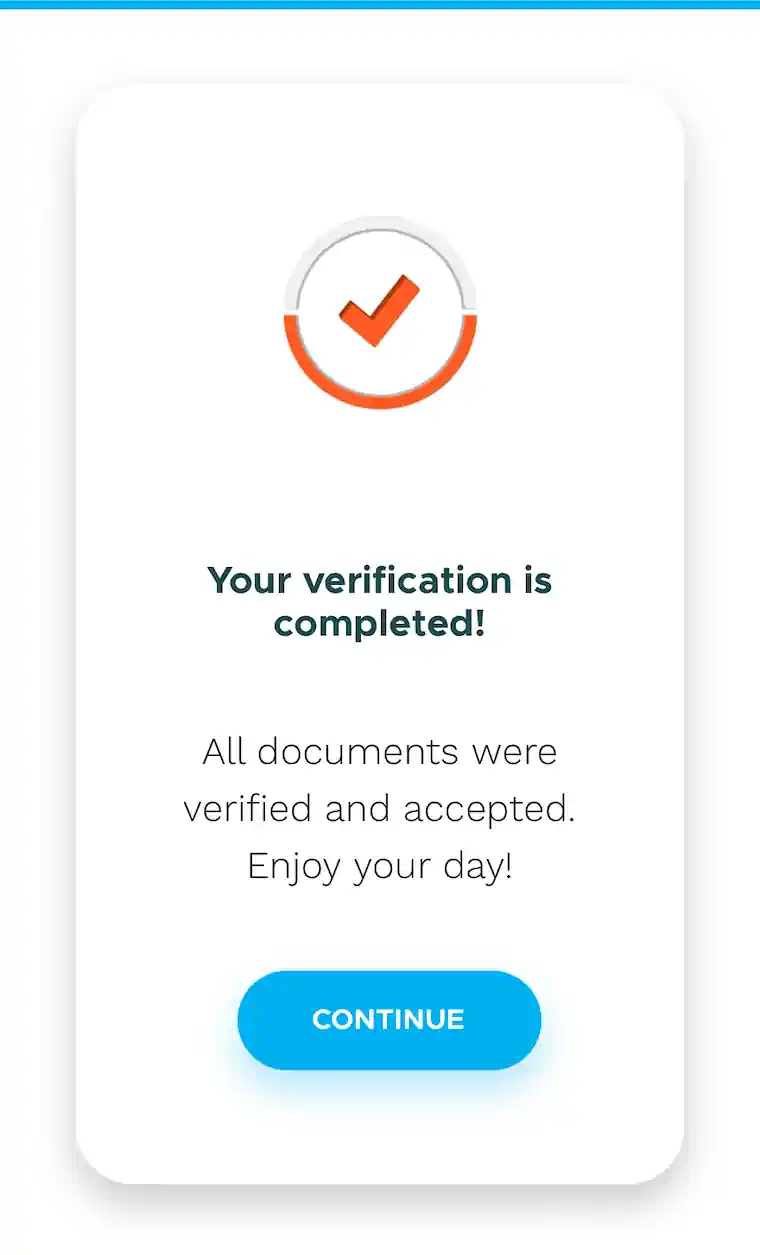 Your verification is
completed!
All documents were
verified and accepted.
Enjoy your day!
CONTINUE